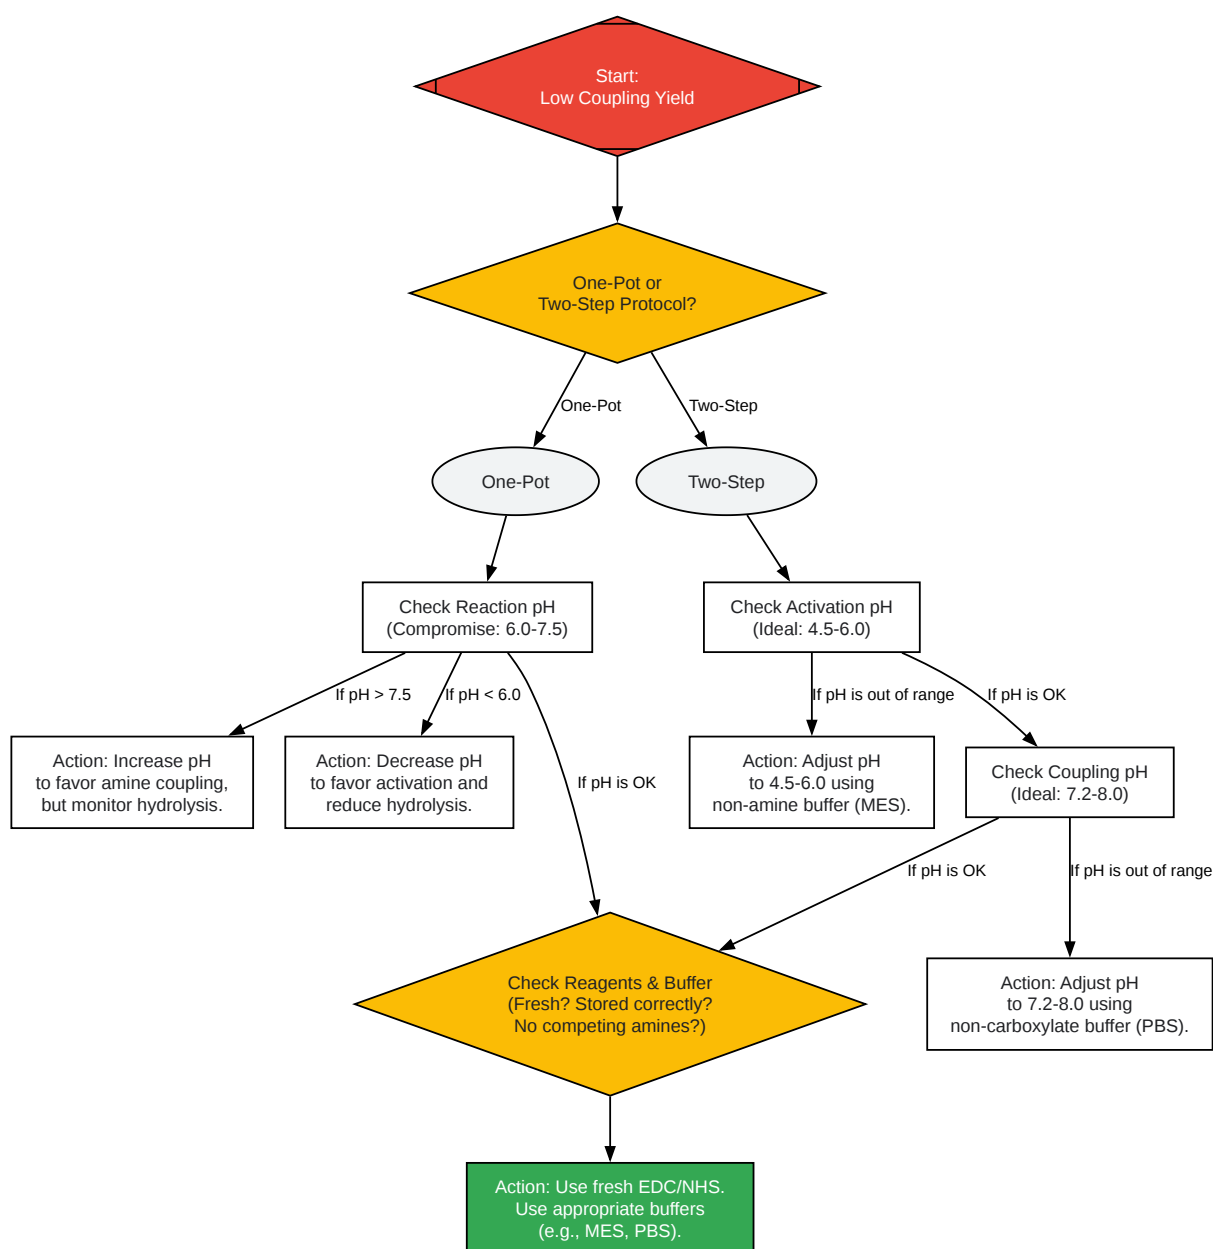 Start:
Low Coupling Yield
One-Pot or
Two-Step Protocol?
One-Pot
Two-Step
One-Pot
Two-Step
Check Reaction pH
(Compromise: 6.0-7.5)
Check Activation pH
(Ideal: 4.5-6.0)
If pH > 7.5
If pH < 6.0
If pH is OK
If pH is out of range
If pH is OK
Action: Increase pH
to favor amine coupling,
but monitor hydrolysis.
Action: Decrease pH
to favor activation and
reduce hydrolysis.
Action: Adjust pH
to 4.5-6.0 using
non-amine buffer (MES).
Check Coupling pH
(Ideal: 7.2-8.0)
If pH is OK
If pH is out of range
Check Reagents & Buffer
(Fresh? Stored correctly?
No competing amines?)
Action: Adjust pH
to 7.2-8.0 using
non-carboxylate buffer (PBS).
Action: Use fresh EDC/NHS.
Use appropriate buffers
(e.g., MES, PBS).